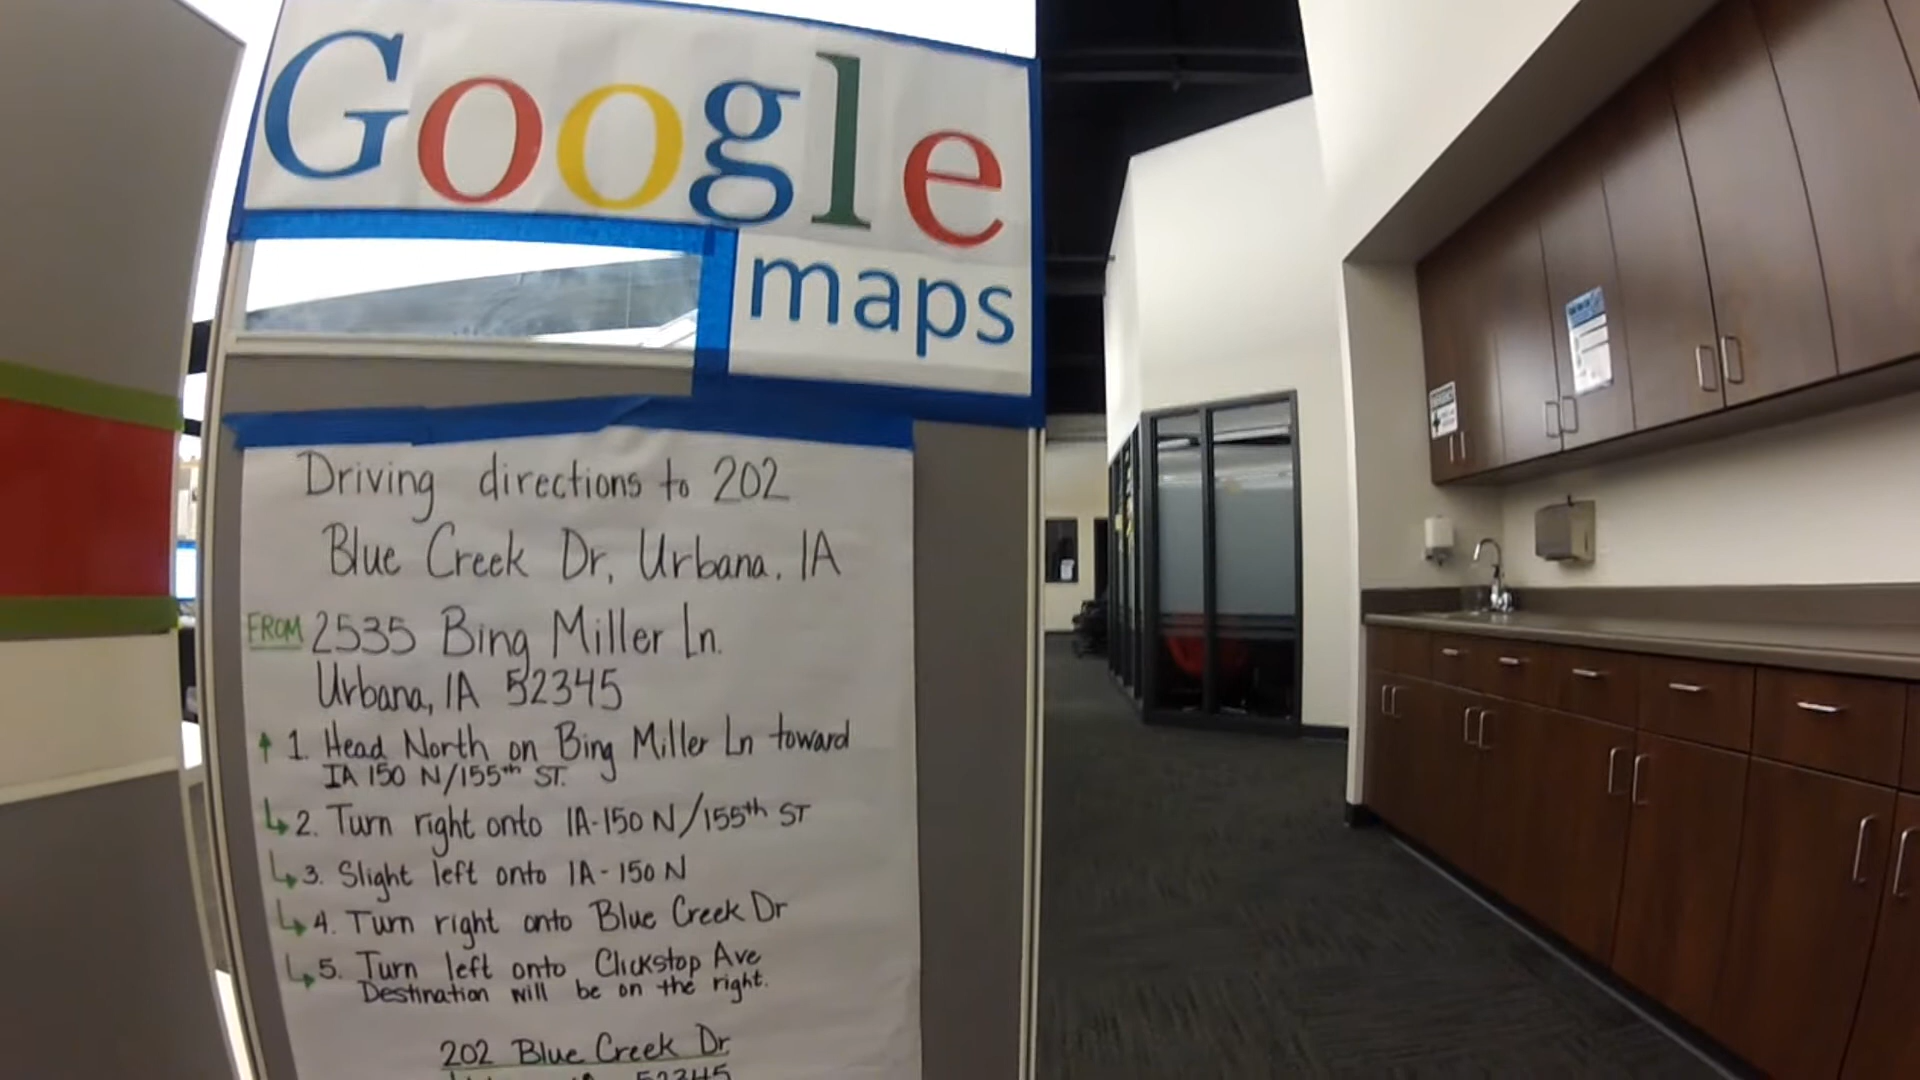 Google
maps
Driving directions to 202
Blue Creek Dr, Urbana, IA
FROM 2535 Bing Miller Ln.
Urbana, IA 52345
1. Head North on Bing Miller Ln toward
IA 150 N/155th ST.
2. Turn right onto IA-150 N/155th ST
3. Slight left onto IA-150 N
4. Turn right onto Blue Creek Dr
5. Turn left onto Clickstop Ave
Destination will be on the right.
202 Blue Creek Dr
52345